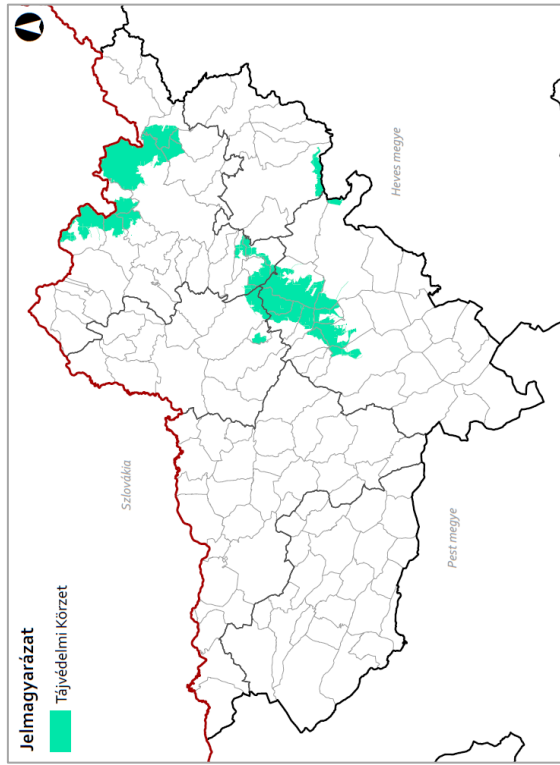 Jelmagyarázat
Tájvédelmi Körzet
Szlovákia
Pest megye
Heves megye